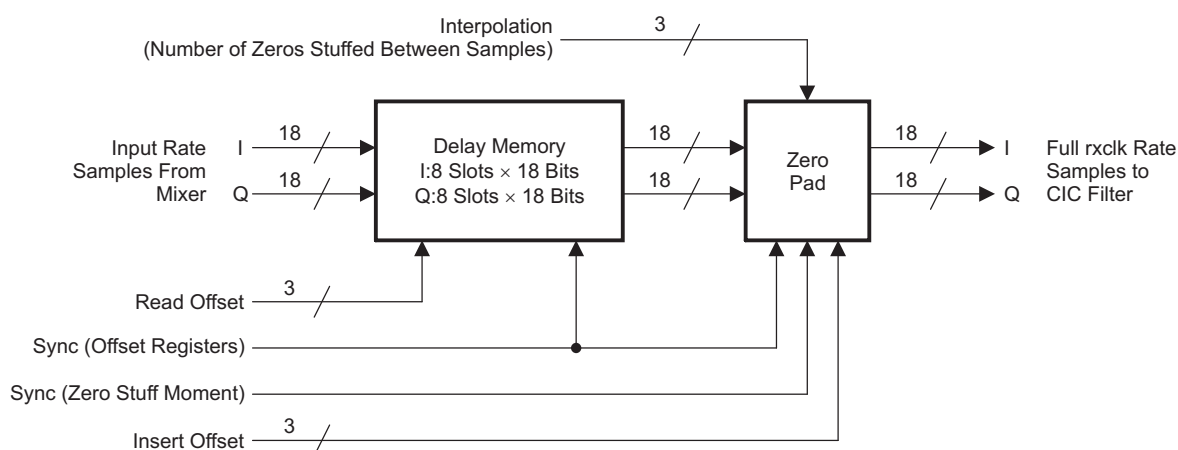 Interpolation
(Number of Zeros Stuffed Between Samples)
3
Input Rate
Samples From
Mixer
I
Q
18
18
Delay Memory
I:8 Slots × 18 Bits
Q:8 Slots × 18 Bits
18
18
Zero
Pad
18
18
I
Q
Full rxclk Rate
Samples to
CIC Filter
Read Offset
3
Sync (Offset Registers)
Sync (Zero Stuff Moment)
Insert Offset
3